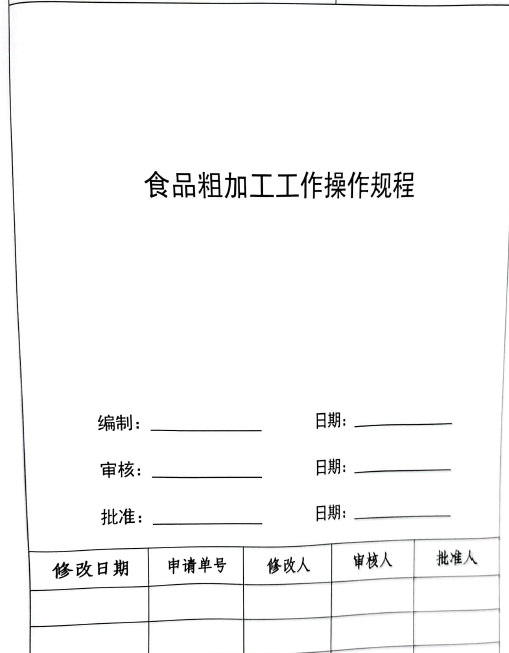 食品粗加工工作操作规程
编制： 日期：
审核： 日期：
批准： 日期：
修改日期 申请单号 修改人 审核人 批准人